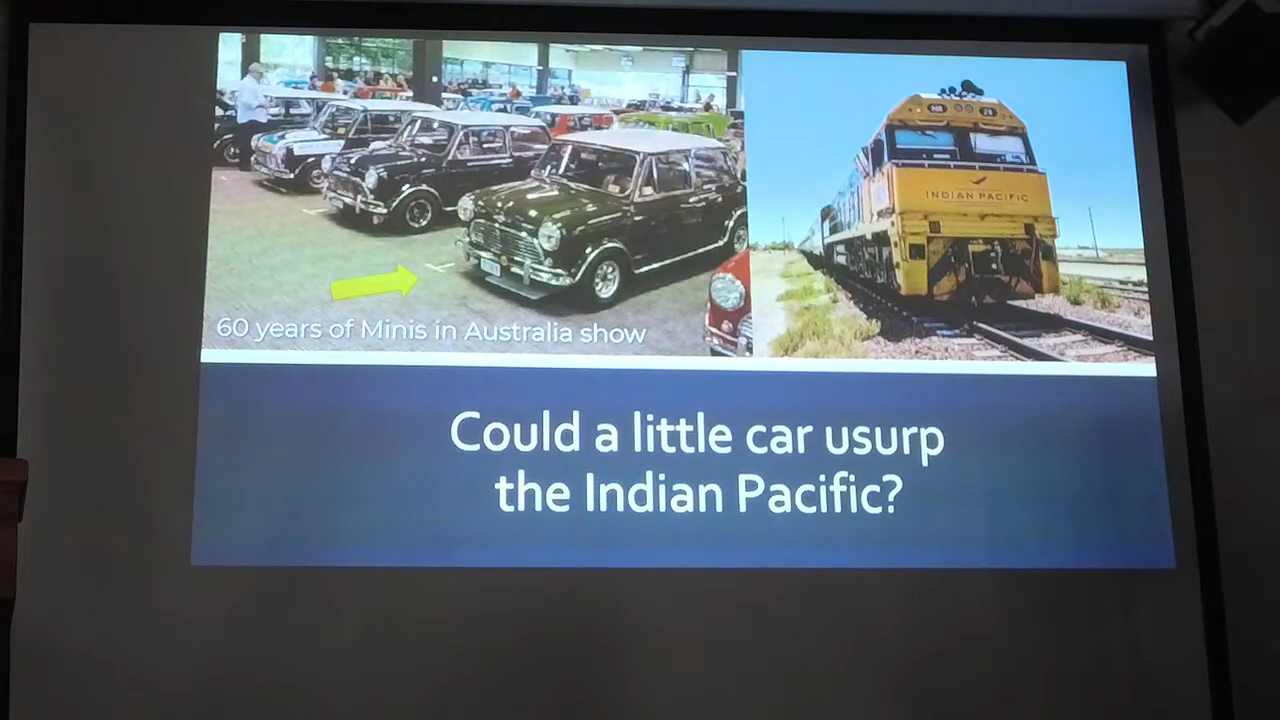 INDIAN PACIFIC
60 years of Minis in Australia show
Could a little car usurp
the Indian Pacific?